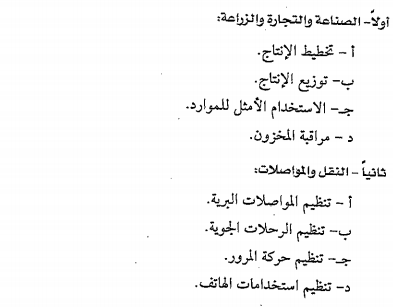 أولاً- الصناعة والتجارة والزراعة:
أ - تخطيط الإنتاج.
ب- توزيع الإنتاج.
جـ- الاستخدام الأمثل للموارد.
د - مراقبة المخزون.
ثانياً - النقل والمواصلات:
أ - تنظيم المواصلات البرية.
ب- تنظيم الرحلات الجوية.
جـ- تنظيم حركة المرور.
د- تنظيم استخدامات الهاتف.